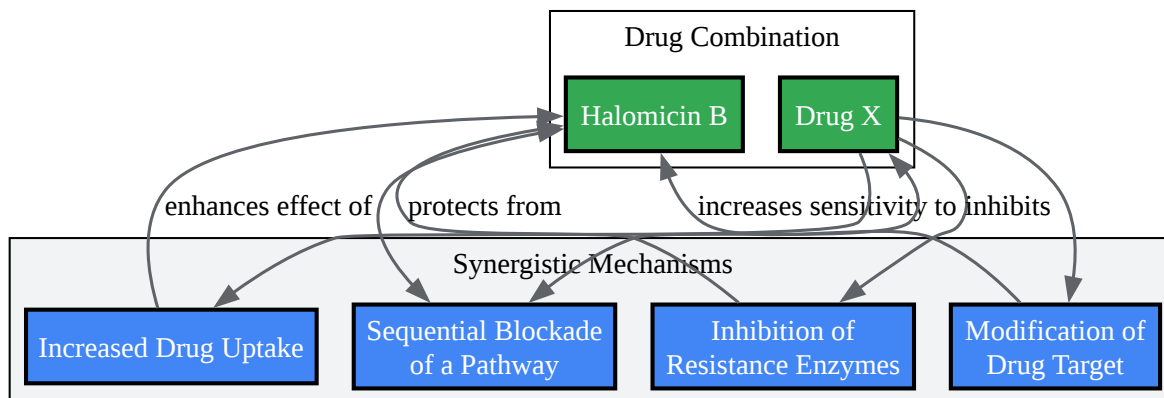 Drug Combination
Halomicin B
Drug X
enhances effect of
protects from
increases sensitivity to
inhibits
Synergistic Mechanisms
Increased Drug Uptake
Sequential Blockade
of a Pathway
Inhibition of
Resistance Enzymes
Modification of
Drug Target